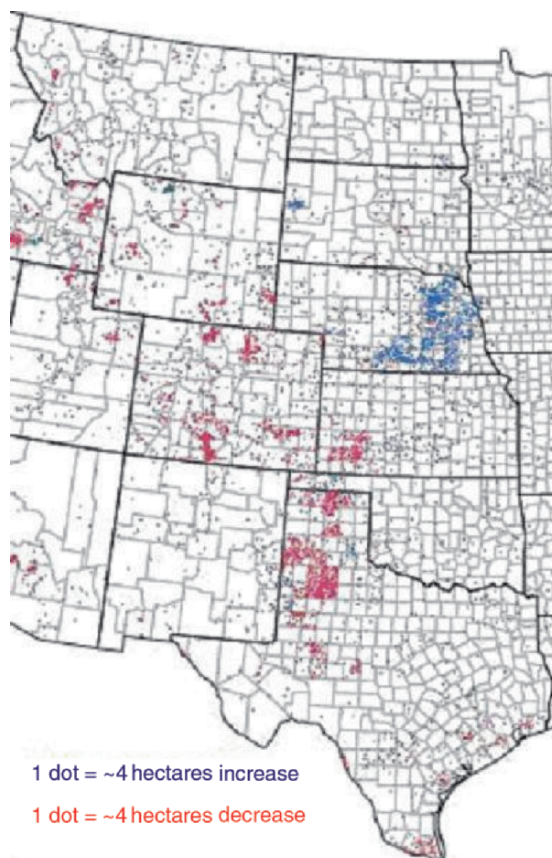 1 dot = ~4 hectares increase
1 dot = ~4 hectares decrease